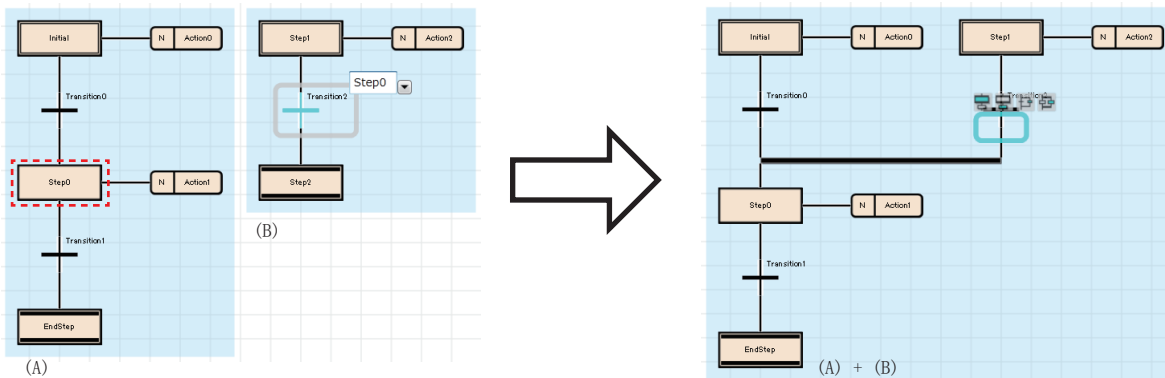 Initial
N Action0
Transition0
Step0
N Action1
Transition1
EndStep
(A)
Step1
N Action2
Step0
Transition2
Step2
(B)
Initial
N Action0
Step1
N Action2
Transition0
Step0
N Action1
Transition1
EndStep
(A) + (B)